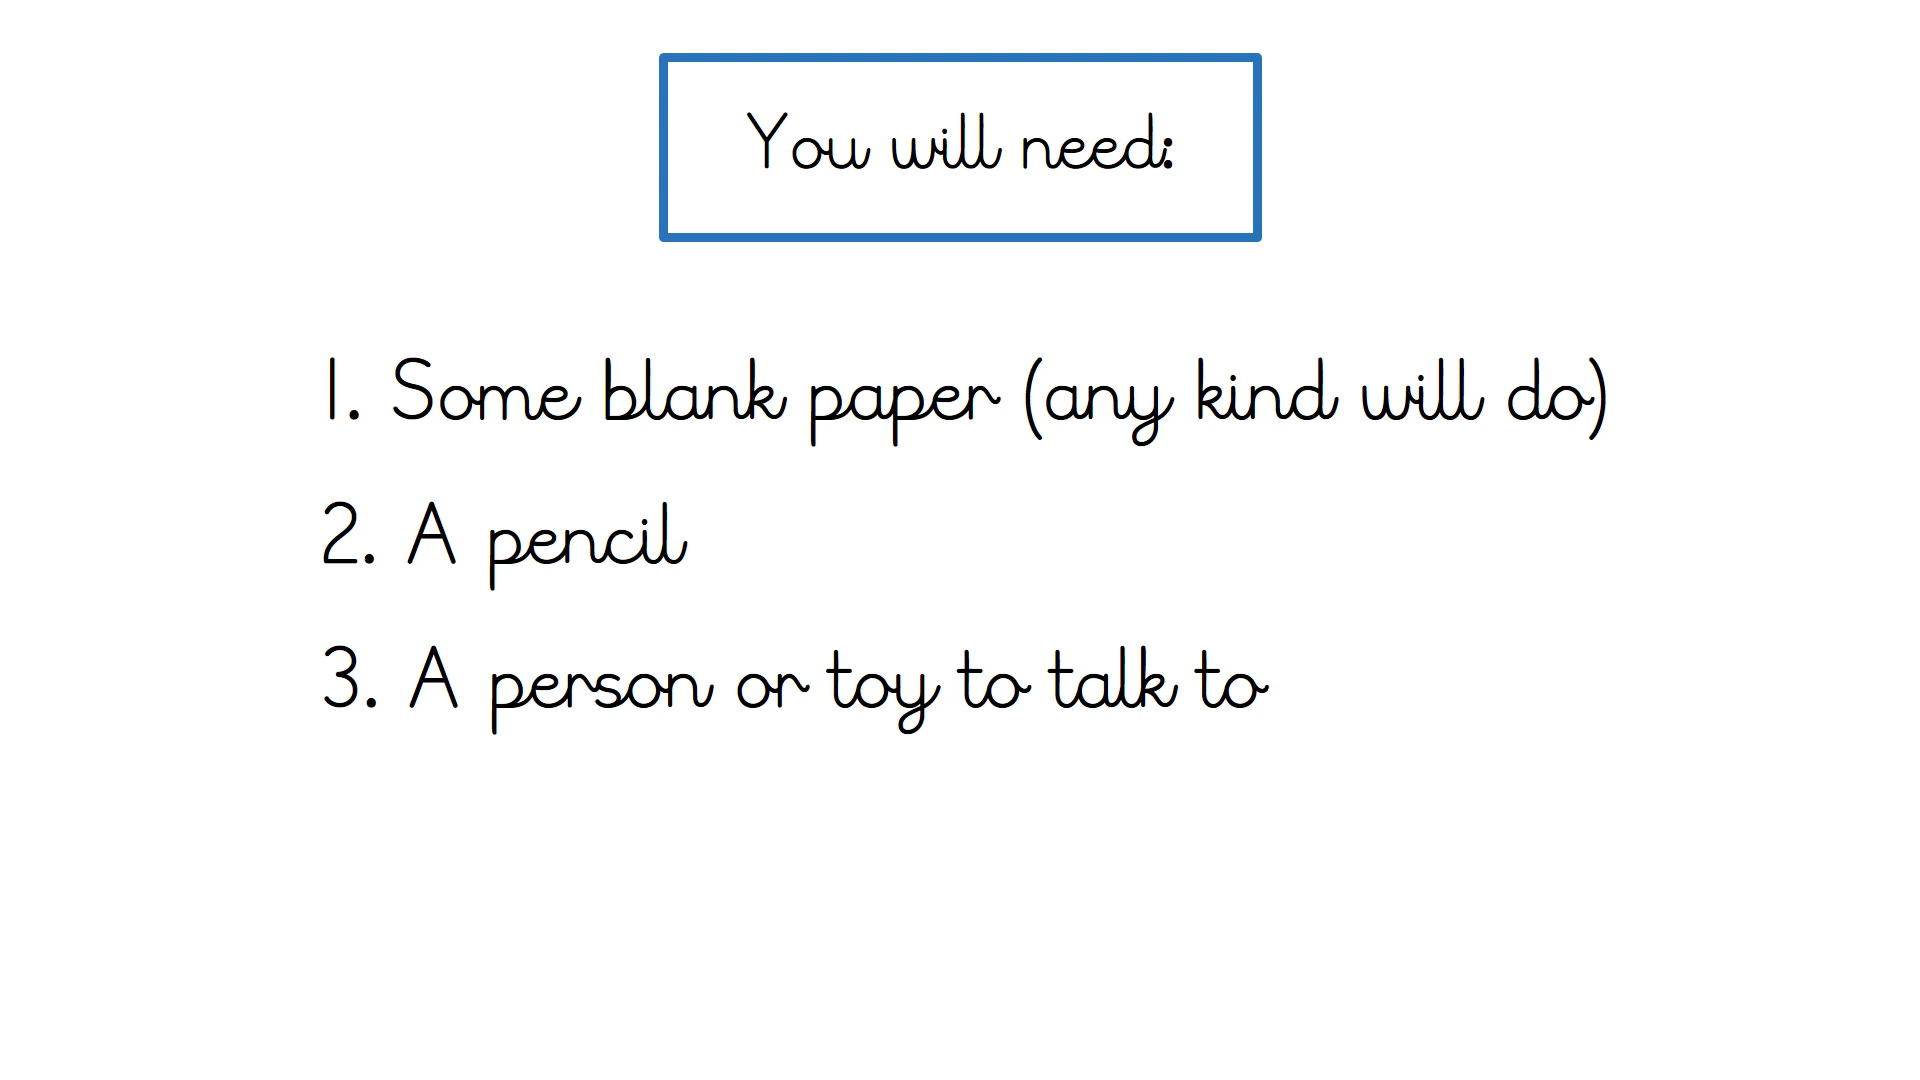 You will need:
1. Some blank paper (any kind will do)
2. A pencil
3. A person or toy to talk to